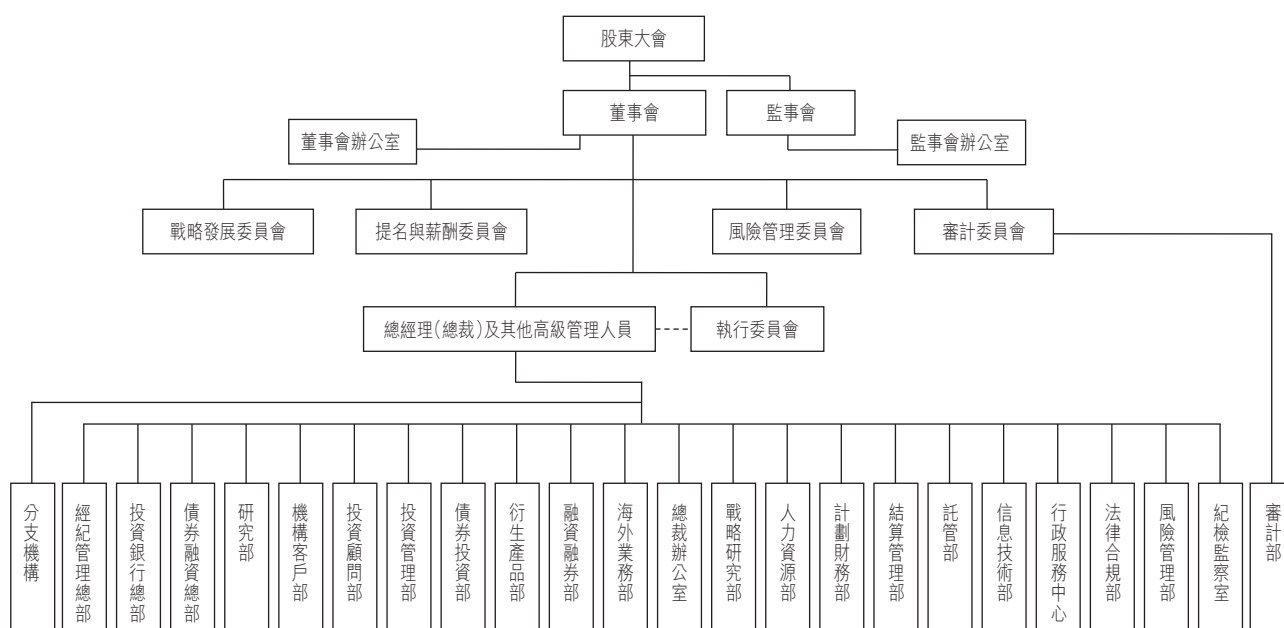 股東大會
董事會
監事會
董事會辦公室
監事會辦公室
戰略發展委員會
提名與薪酬委員會
風險管理委員會
審計委員會
總經理(總裁)及其他高級管理人員
執行委員會
分支機構
經紀管理總部
投資銀行總部
債券融資總部
研究部
機構客戶部
投資顧問部
投資管理部
債券投資部
衍生產品部
融資融券部
海外業務部
總裁辦公室
戰略研究部
人力資源部
計劃財務部
結算管理部
託管部
信息技術部
行政服務中心
法律合規部
風險管理部
紀檢監察室
審計部